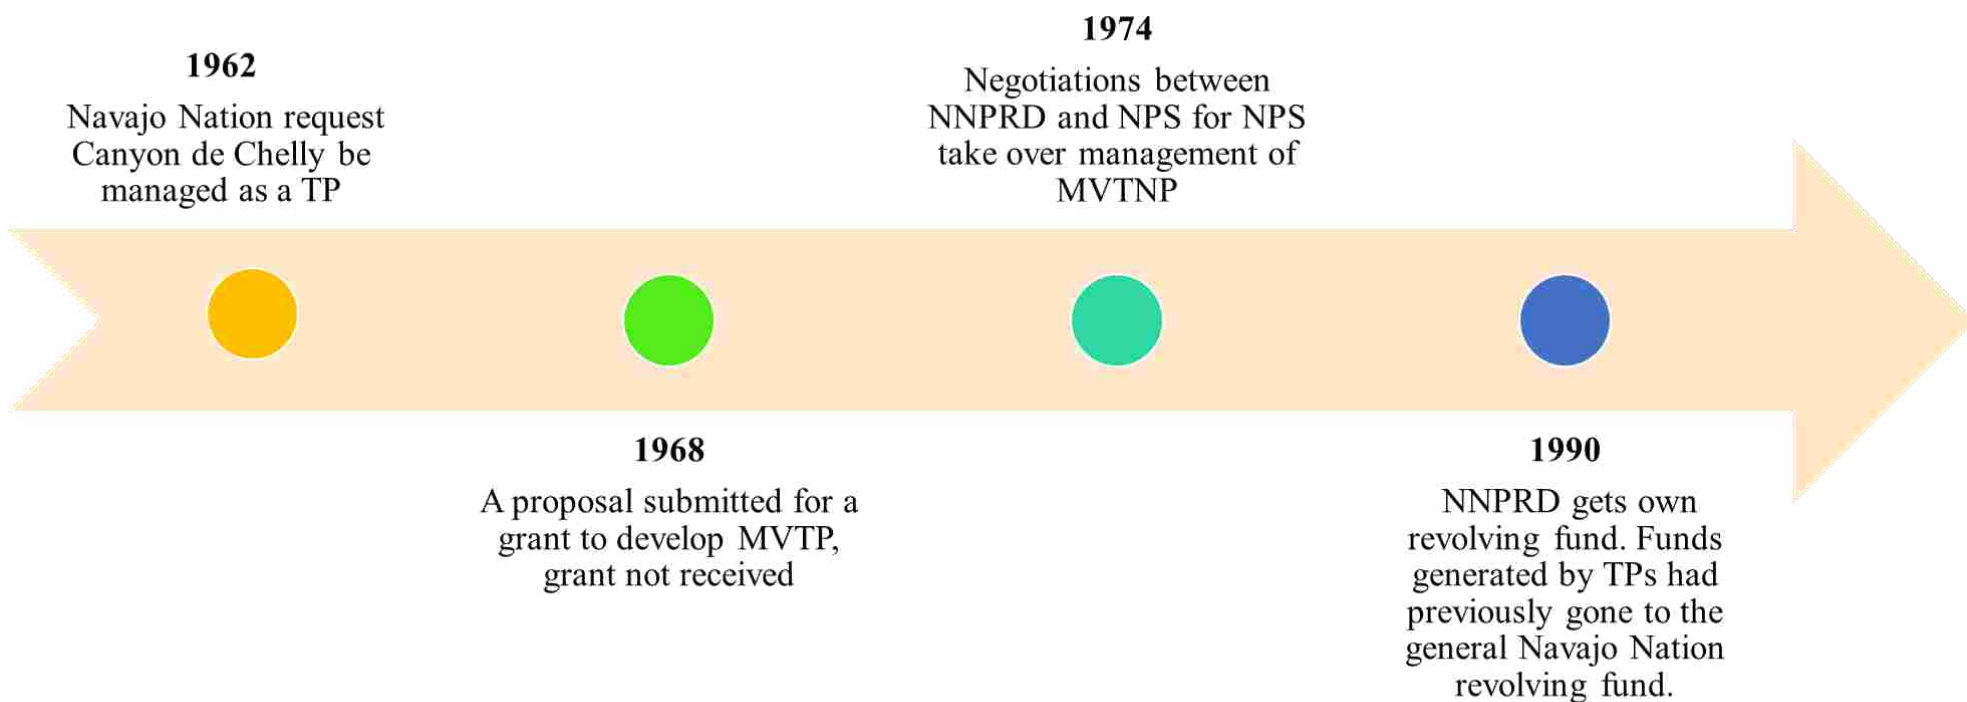 1962
Navajo Nation request
Canyon de Chelly be
managed as a TP
1968
A proposal submitted for a
grant to develop MVTP,
grant not received
1974
Negotiations between
NNPRD and NPS for NPS
take over management of
MVTNP
1990
NNPRD gets own
revolving fund. Funds
generated by TPs had
previously gone to the
general Navajo Nation
revolving fund.